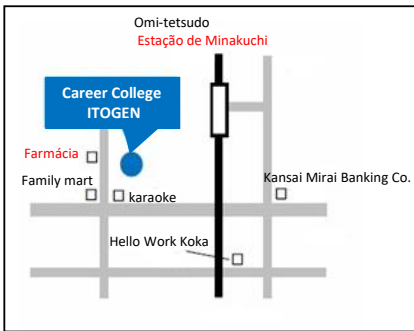 Omi-tetsudo
Estação de Minakuchi
Career College
ITOGEN
Farmácia
Family mart
karaoke
Kansai Mirai Banking Co.
Hello Work Koka